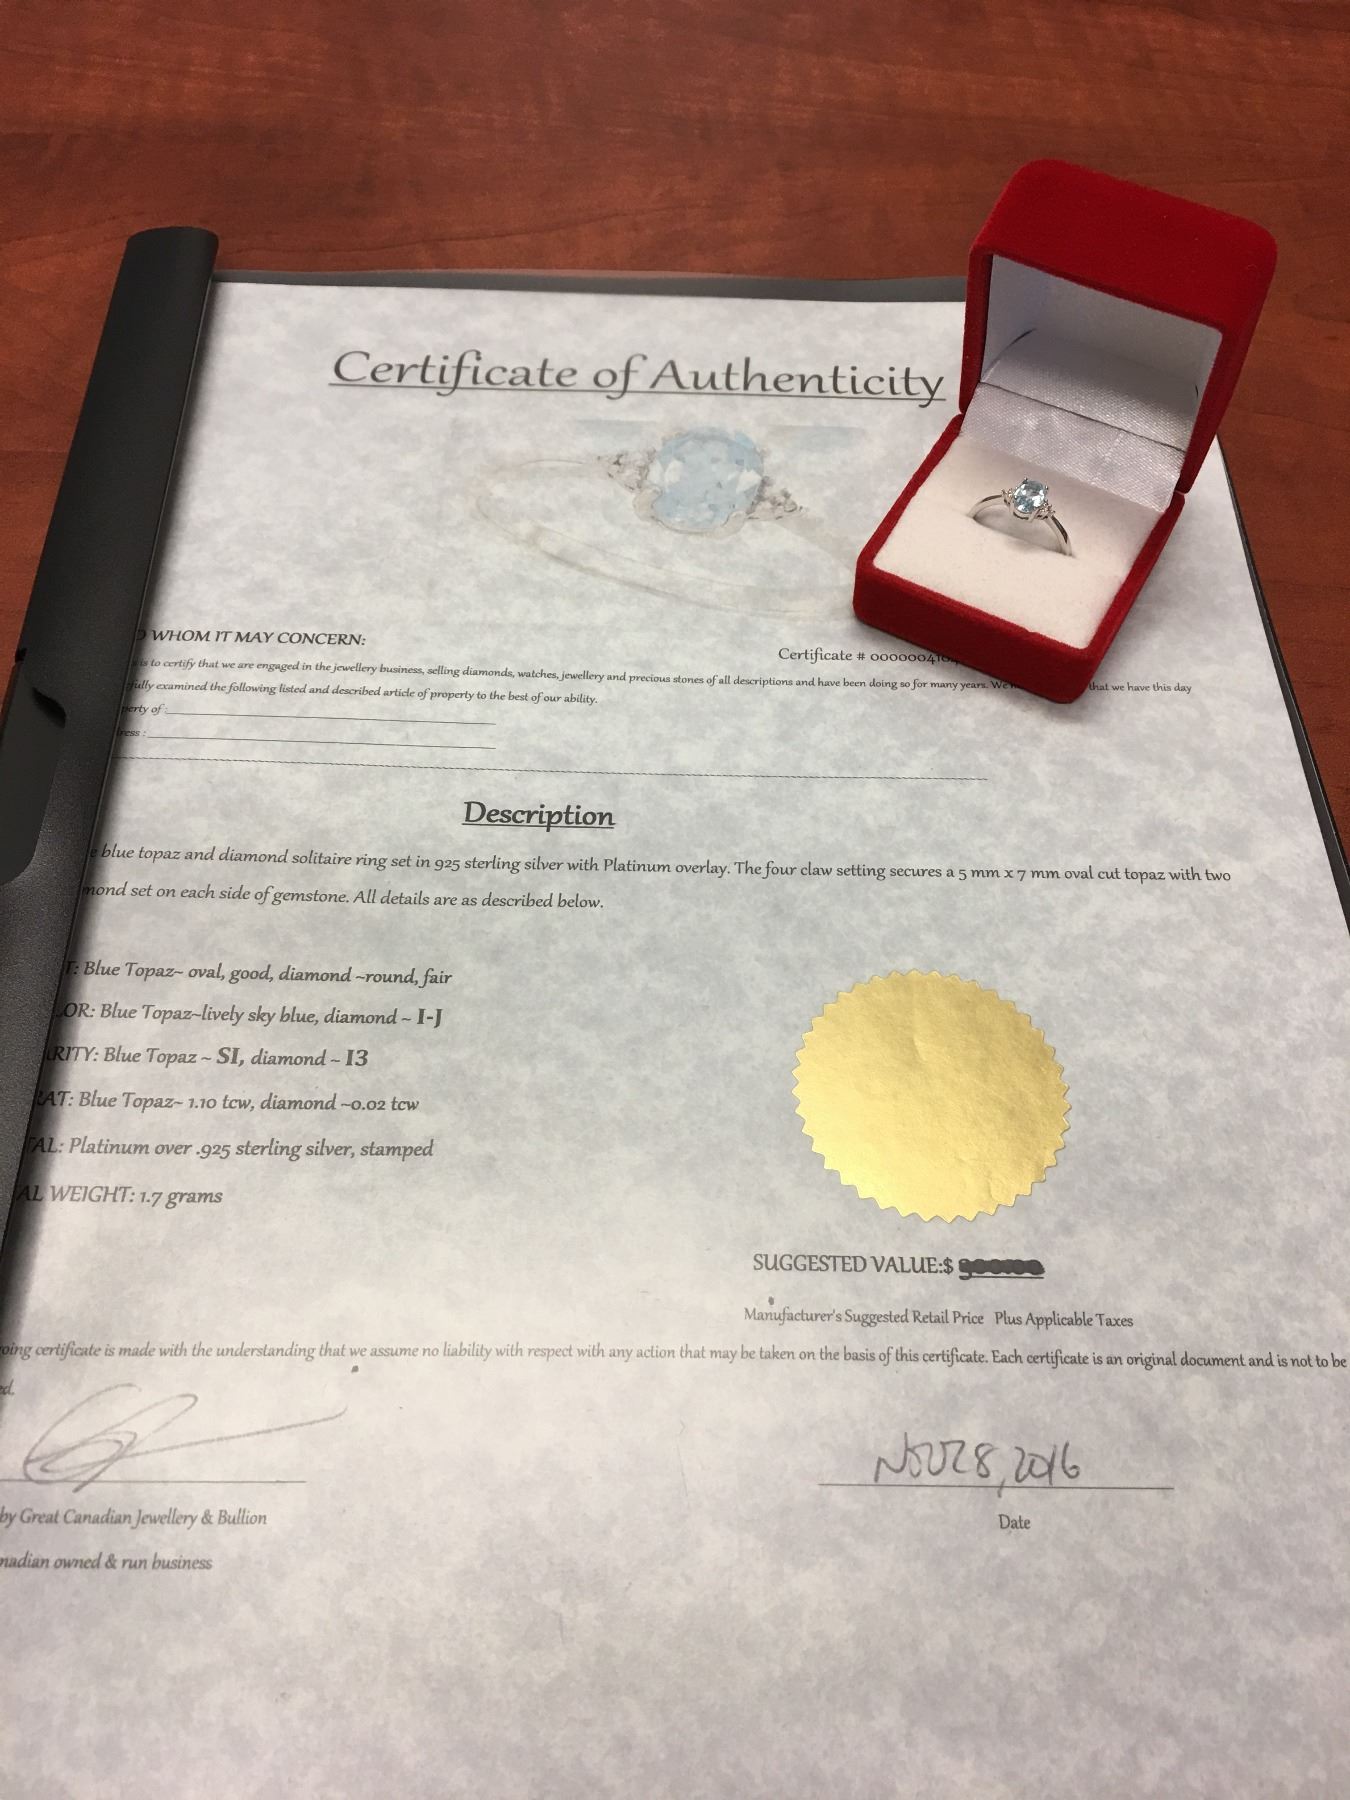 Certificate of Authenticity
WHOM IT MAY CONCERN:
Certificate #
is to certify that we are engaged in the jewellery business, selling diamonds, watches, jewellery and precious stones of all descriptions and have been doing so for many years. We that we have this day
fully examined the following listed and described article of property to the best of our ability.
perty of :
ress :
Description
e blue topaz and diamond solitaire ring set in 925 sterling silver with Platinum overlay. The four claw setting secures a 5 mm x 7 mm oval cut topaz with two
mond set on each side of gemstone. All details are as described below.
T: Blue Topaz~ oval, good, diamond ~round, fair
OR: Blue Topaz~lively sky blue, diamond ~ I-J
RITY: Blue Topaz ~ SI, diamond ~ I3
AT: Blue Topaz~ 1.10 tcw, diamond ~0.02 tcw
AL: Platinum over .925 sterling silver, stamped
AL WEIGHT: 1.7 grams
SUGGESTED VALUE:$
Manufacturer's Suggested Retail Price Plus Applicable Taxes
oing certificate is made with the understanding that we assume no liability with respect with any action that may be taken on the basis of this certificate. Each certificate is an original document and is not to be
ed.
Nov 28, 2016
by Great Canadian Jewellery & Bullion
Date
nadian owned & run business